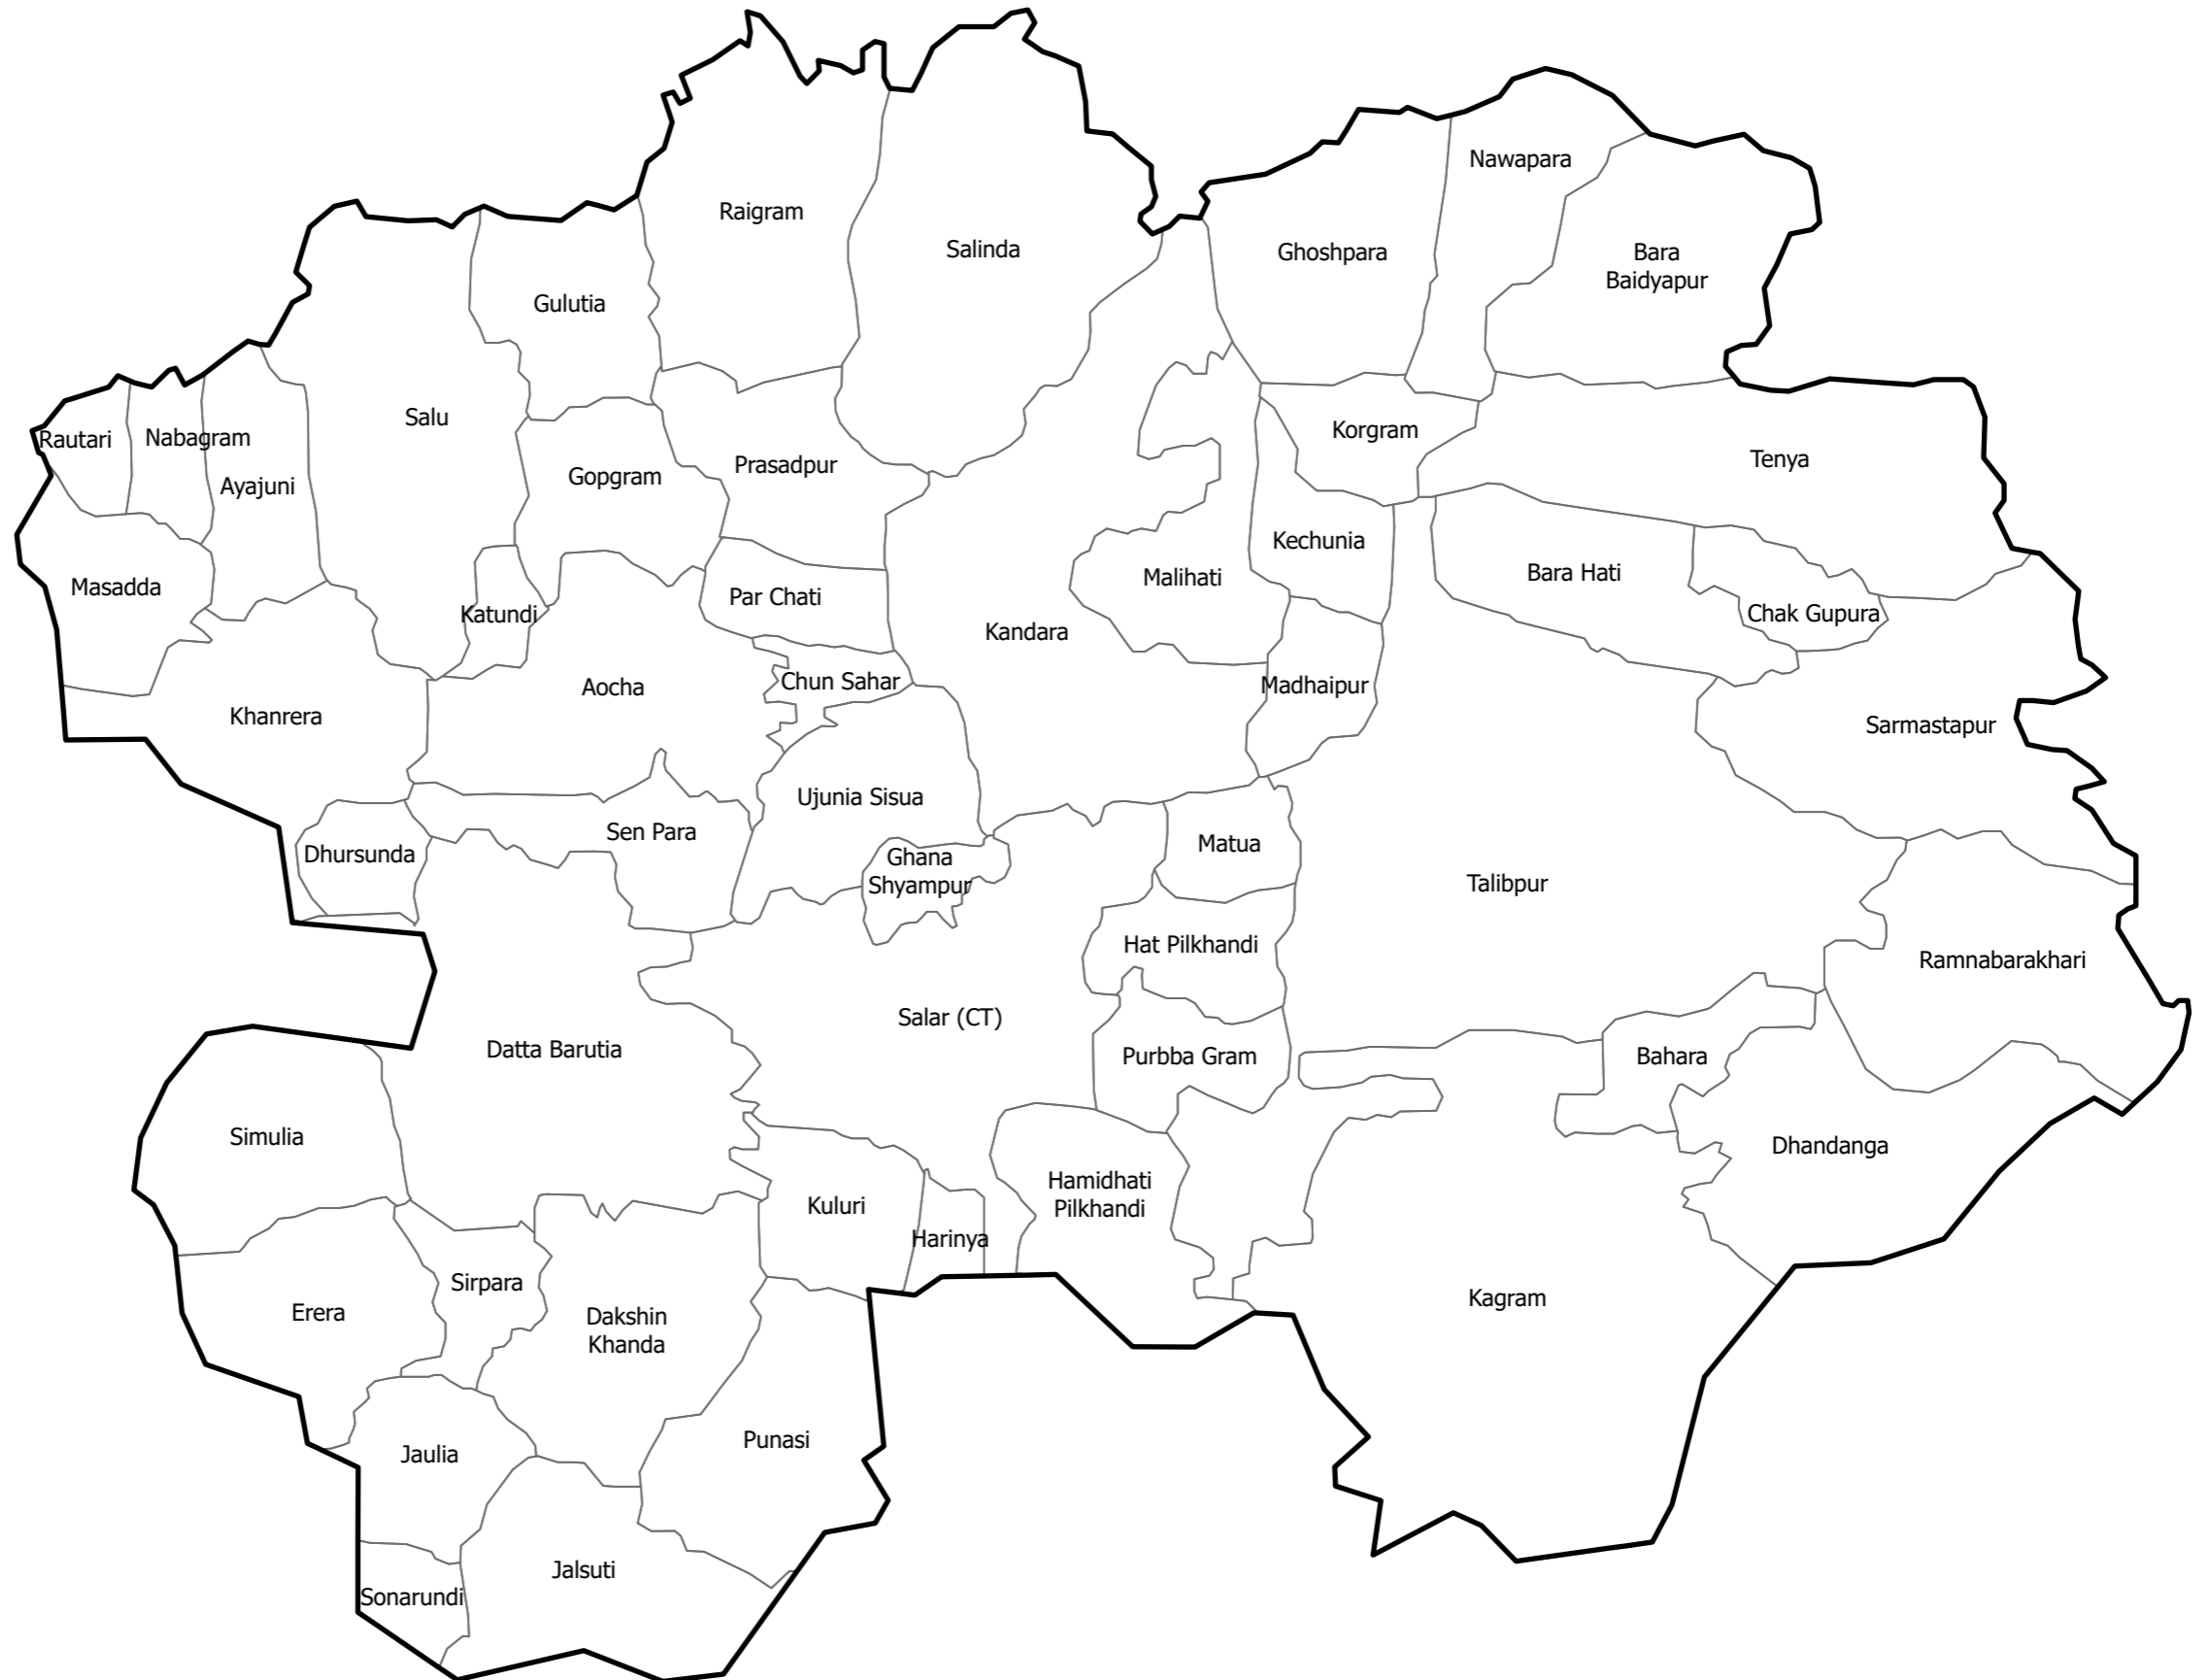 Nawapara
Raigram
Salinda
Ghoshpara
Bara
Baidyapur
Gulutia
Salu
Korgram
Rautari
Nabagram
Prasadpur
Tenya
Gopgram
Ayajuni
Kechunia
Bara Hati
Malihati
Masadda
Par Chati
Katundi
Chak Gupura
Kandara
Chun Sahar
Madhaipur
Aocha
Khanrera
Sarmastapur
Ujunia Sisua
Sen Para
Matua
Dhursunda
Ghana
Shyampur
Talibpur
Hat Pilkhandi
Ramnabarakhari
Salar (CT)
Datta Barutia
Purbba Gram
Bahara
Simulia
Dhandanga
Hamidhati
Pilkhandi
Kuluri
Harinya
Sirpara
Kagram
Erera
Dakshin
Khanda
Punasi
Jaulia
Jalsuti
Sonarundi